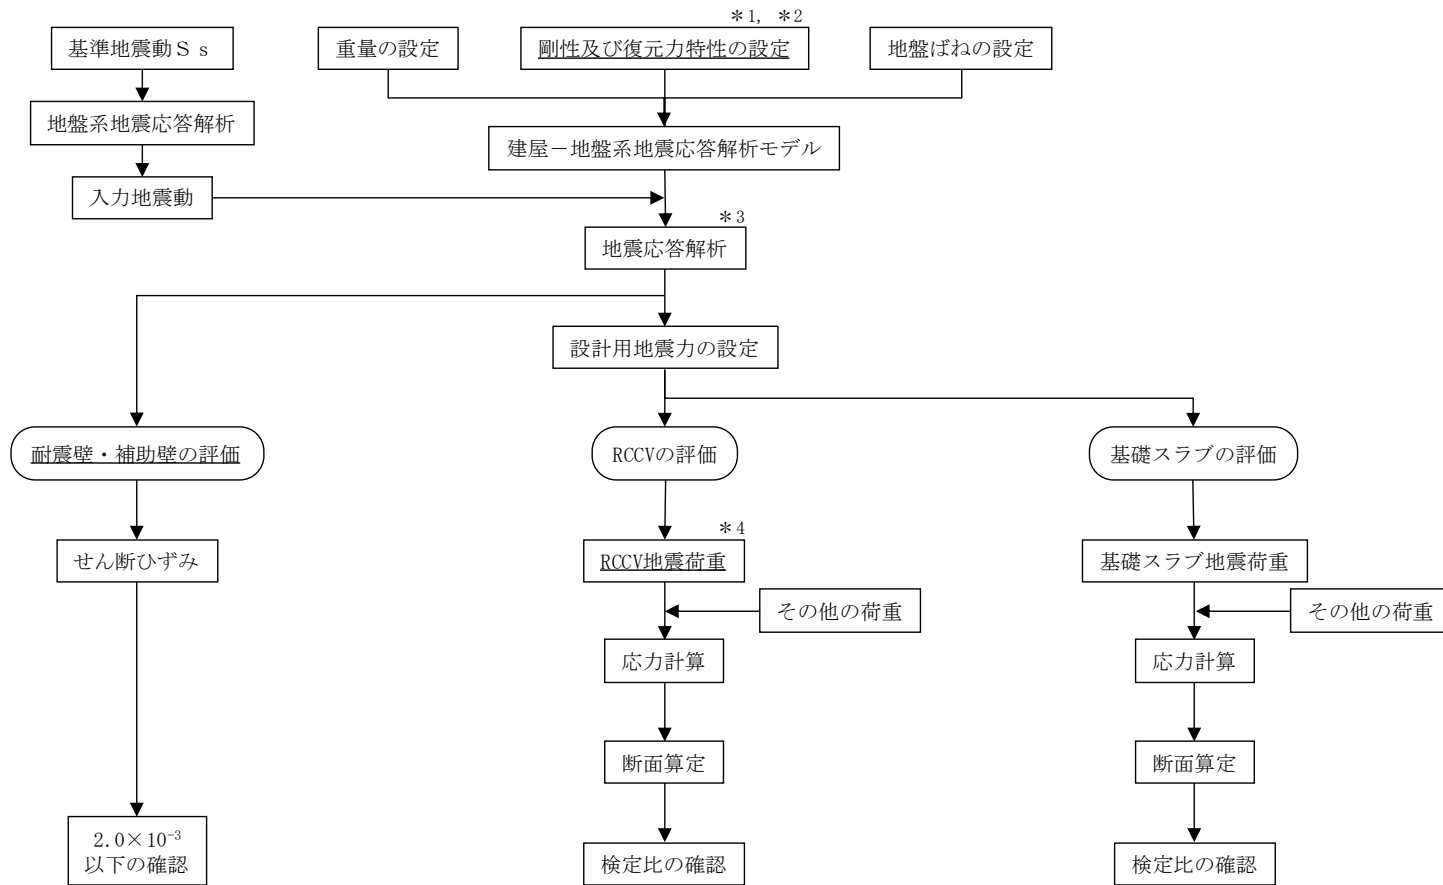 ＊1, ＊2
基準地震動Ｓｓ
重量の設定
剛性及び復元力特性の設定
地盤ばねの設定
地盤系地震応答解析
建屋－地盤系地震応答解析モデル
入力地震動
＊3
地震応答解析
設計用地震力の設定
耐震壁・補助壁の評価
RCCVの評価
基礎スラブの評価
＊4
せん断ひずみ
RCCV地震荷重
基礎スラブ地震荷重
その他の荷重
その他の荷重
応力計算
応力計算
断面算定
断面算定
2.0×10⁻³
以下の確認
検定比の確認
検定比の確認